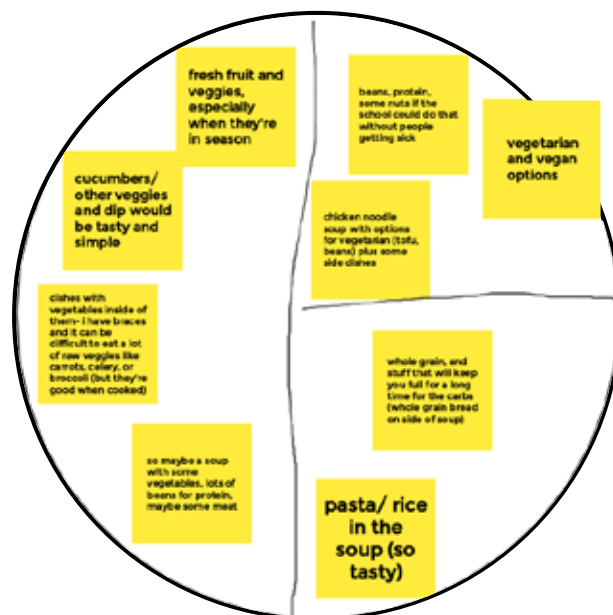 fresh fruit and
veggies,
especially
when they're
in season
cucumbers/
other veggies
and dip would
be tasty and
simple
dishes with
vegetables inside of
them- i have braces
and it can be
difficult to eat a lot
of raw veggies like
carrots, celery, or
broccoli (but they're
good when cooked)
so maybe a soup
with some
vegetables, lots of
beans for protein,
maybe some meat
beans, protein,
some nuts if the
school could do that
without people
getting sick
vegetarian
and vegan
options
chicken noodle
soup with options
for vegetarian (tofu,
beans) plus some
side dishes
whole grain, and
stuff that will keep
you full for a long
time for the carbs
(whole grain bread
on side of soup)
pasta/ rice
in the
soup (so
tasty)